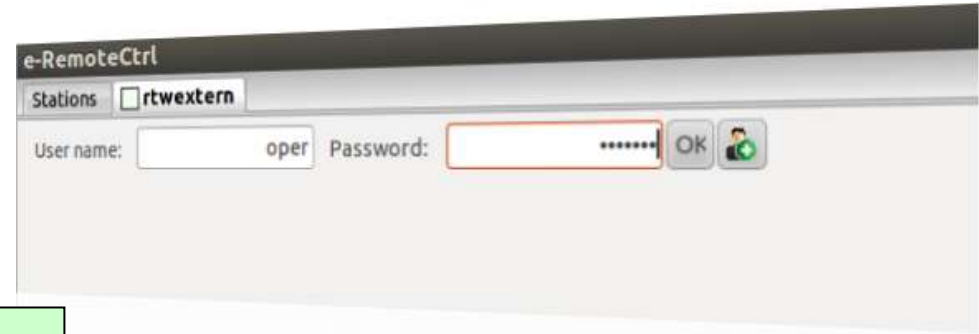 e-RemoteCtrl
Stations rtwextern
User name: oper Password: ••••••• OK